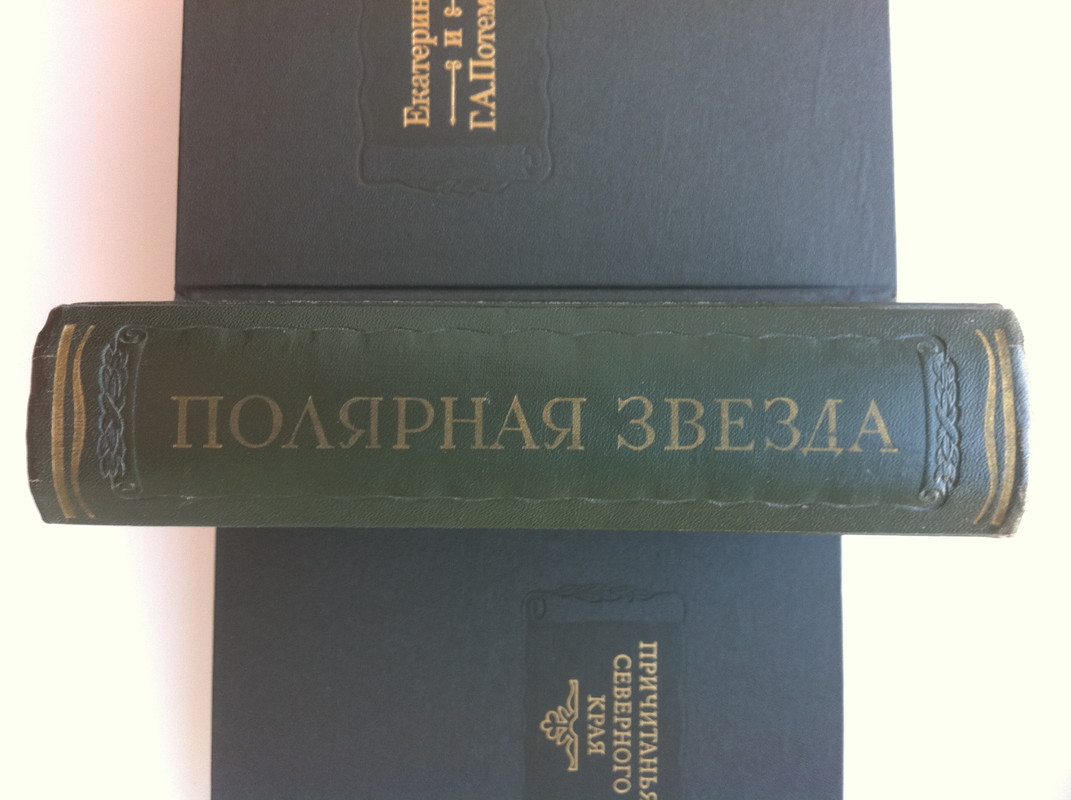 Екатерин
и
Г.А.Потем
ПОЛЯРНАЯ ЗВЕЗДА
ПРИЧИТАНЬЯ
СЕВЕРНОГО
КРАЯ